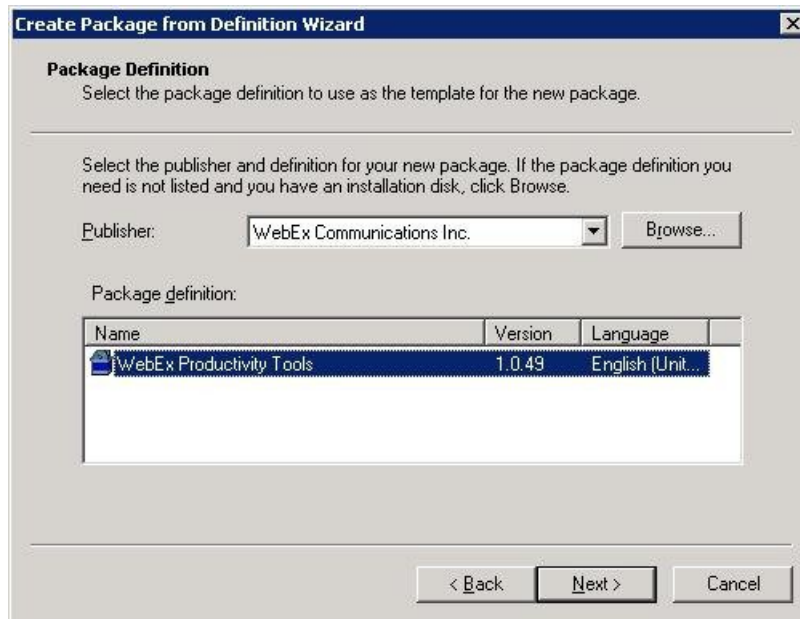 Create Package from Definition Wizard
Package Definition
Select the package definition to use as the template for the new package.
Select the publisher and definition for your new package. If the package definition you
need is not listed and you have an installation disk, click Browse.
Publisher: WebEx Communications Inc. Browse...
Package definition:
Name Version Language
WebEx Productivity Tools 1.0.49 English (Unit...
< Back Next > Cancel